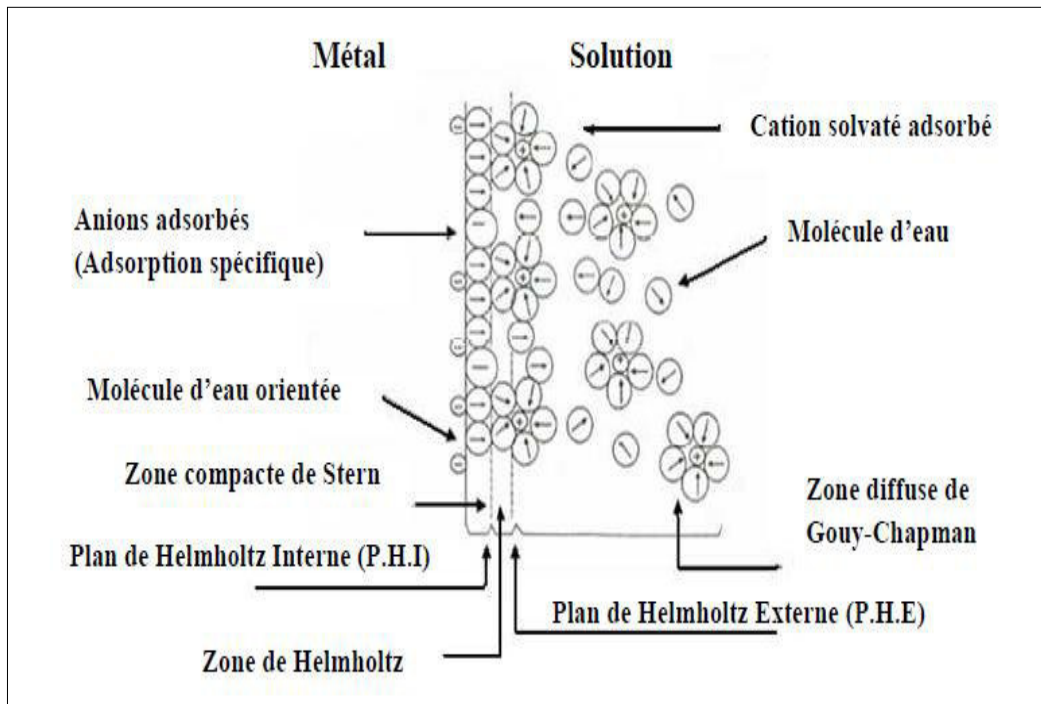 Métal
Solution
Cation solvaté adsorbé
Anions adsorbés
(Adsorption spécifique)
Molécule d’eau
Molécule d’eau orientée
Zone compacte de Stern
Zone diffuse de
Gouy-Chapman
Plan de Helmholtz Interne (P.H.I)
Plan de Helmholtz Externe (P.H.E)
Zone de Helmholtz